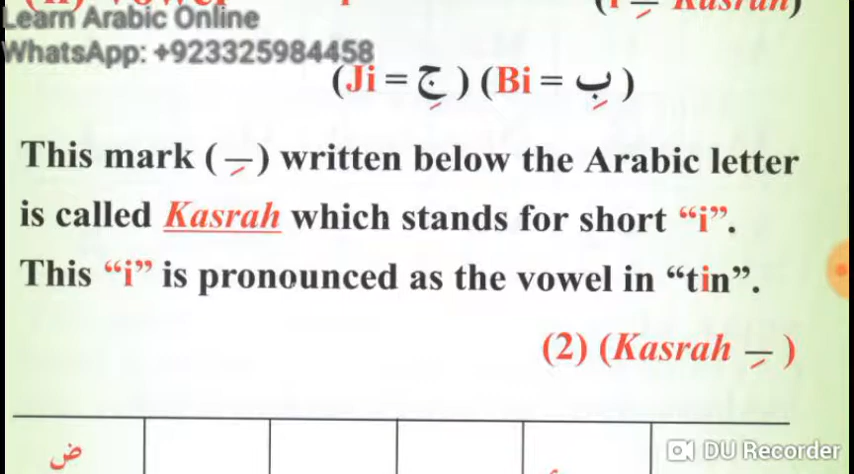 Learn Arabic Online
WhatsApp: +923325984458
(Ji = جِ) (Bi = بِ)
This mark ( ـِ ) written below the Arabic letter
is called Kasrah which stands for short “i”.
This “i” is pronounced as the vowel in “tin”.
(2) (Kasrah ـِ )
ض
DU Recorder